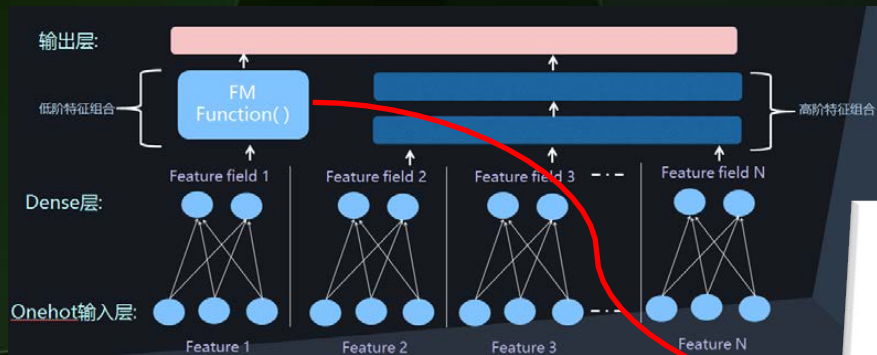 输出层:
低阶特征组合
FM
Function( )
高阶特征组合
Feature field 1
Feature field 2
Feature field 3
Feature field N
Dense层:
Onehot输入层:
Feature 1
Feature 2
Feature 3
Feature N